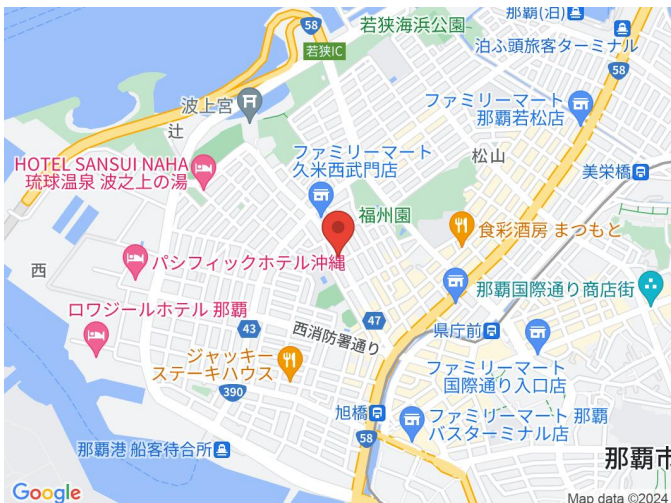 58
若狭海浜公園
那覇(泊)
泊ふ頭旅客ターミナル
若狭IC
58
波上宮
ファミリーマート
那覇若松店
辻
ファミリーマート
久米西武門店
松山
HOTEL SANSUI NAHA
琉球温泉 波之上の湯
美栄橋
福州園
食彩酒房 まつもと
西
パシフィックホテル沖縄
那覇国際通り商店街
ロワジールホテル 那覇
43
47
西消防署通り
県庁前
ジャッキー
ステーキハウス
ファミリーマート
国際通り入口店
390
旭橋
ファミリーマート 那覇
バスターミナル店
58
那覇港 船客待合所
那覇市
Google
Map data ©2024